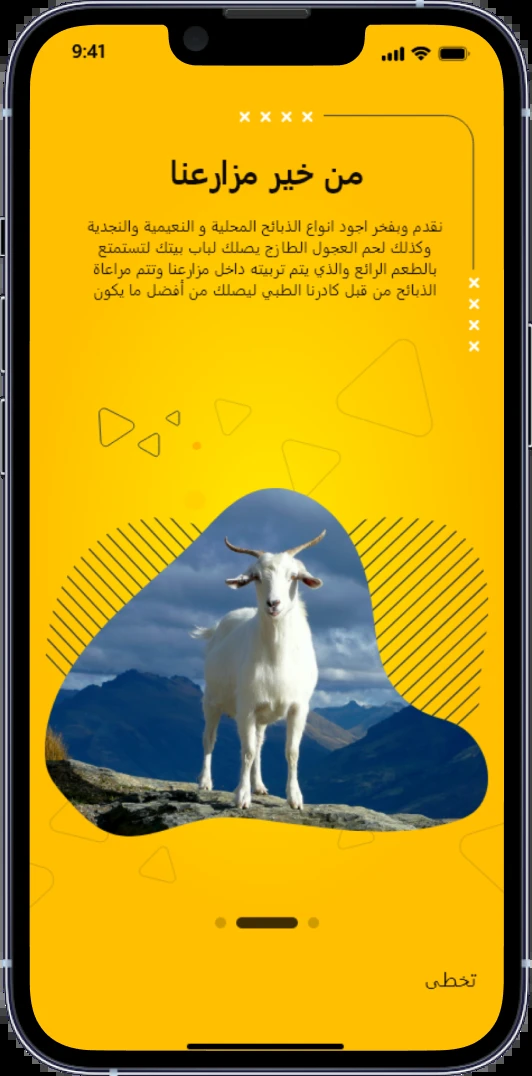 9:41
من خير مزارعنا
نقدم وبفخر اجود انواع الذبائح المحلية و النعيمية والنجدية
وكذلك لحم العجول الطازج يصلك لباب بيتك لتستمتع
بالطعم الرائع والذي يتم تربيته داخل مزارعنا وتتم مراعاة
الذبائح من قبل كادرنا الطبي ليصلك من أفضل ما يكون
تخطى